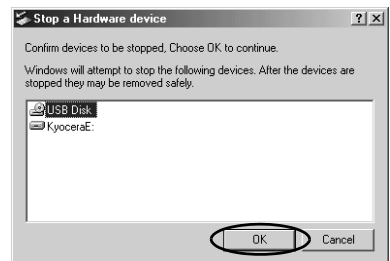 Stop a Hardware device
Confirm devices to be stopped, Choose OK to continue.
Windows will attempt to stop the following devices. After the devices are
stopped they may be removed safely.
USB Disk
KyoceraE:
OK Cancel